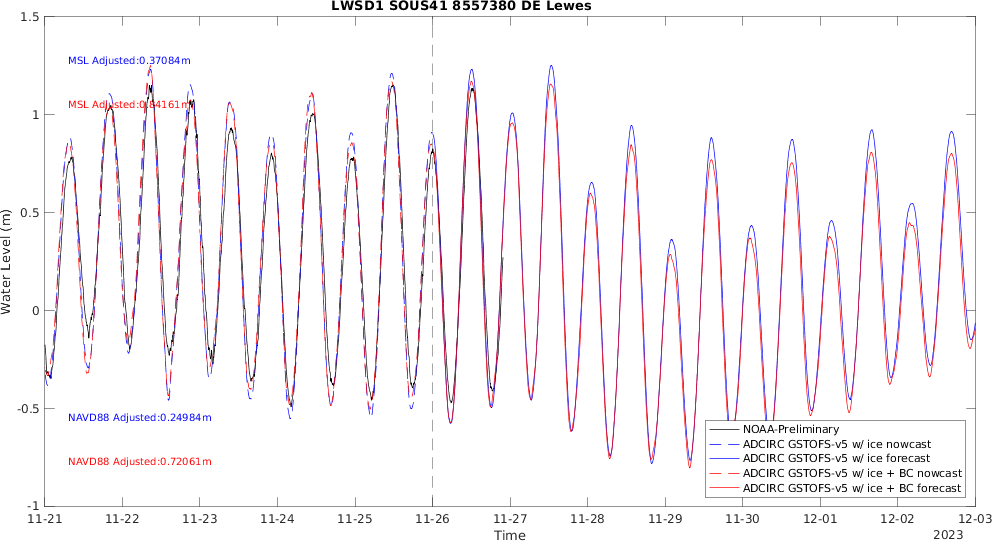 LWSD1 SOUS41 8557380 DE Lewes
1.5
1
0.5
0
-0.5
-1
Water Level (m)
MSL Adjusted:0.37084m
MSL Adjusted:0.84161m
NAVD88 Adjusted:0.24984m
NAVD88 Adjusted:0.72061m
NOAA-Preliminary
ADCIRC GSTOFS-v5 w/ ice nowcast
ADCIRC GSTOFS-v5 w/ ice forecast
ADCIRC GSTOFS-v5 w/ ice + BC nowcast
ADCIRC GSTOFS-v5 w/ ice + BC forecast
11-21 11-22 11-23 11-24 11-25 11-26 11-27 11-28 11-29 11-30 12-01 12-02 12-03
Time
2023